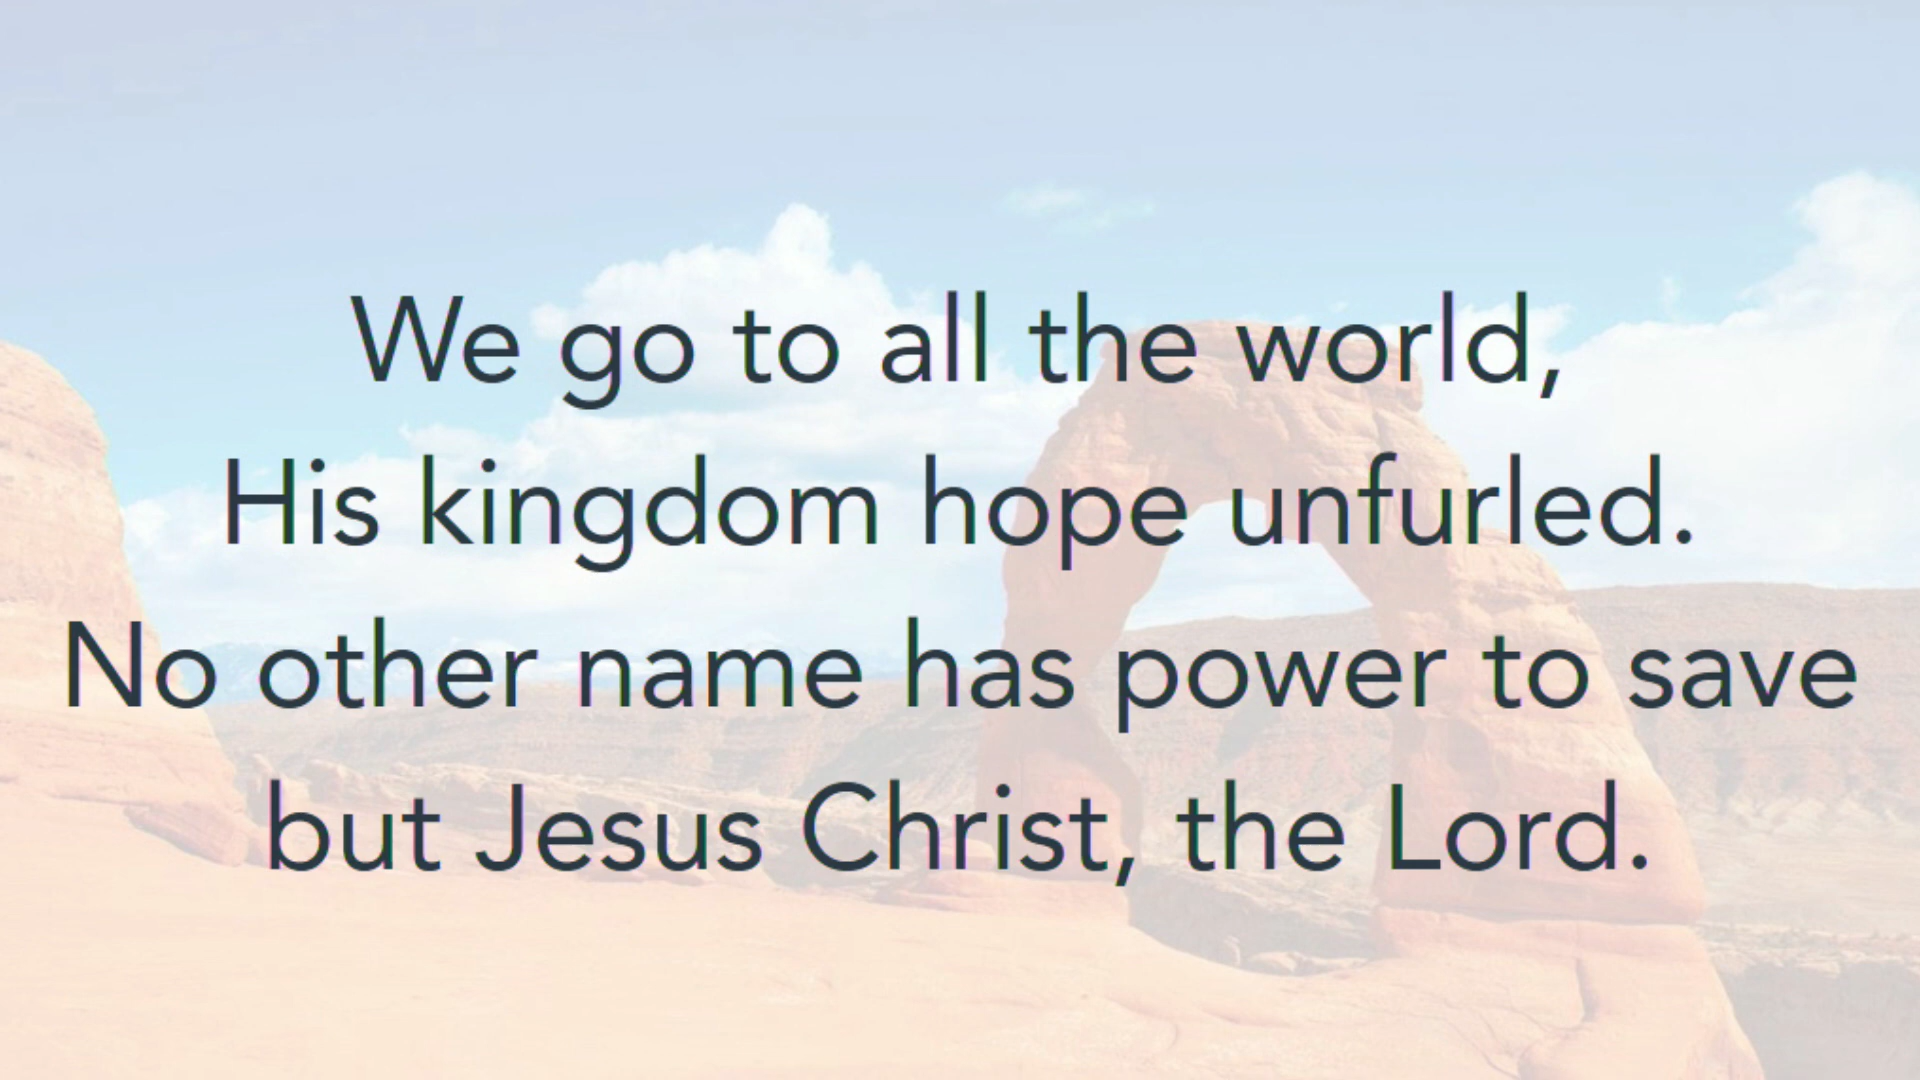 We go to all the world,
His kingdom hope unfurled.
No other name has power to save
but Jesus Christ, the Lord.